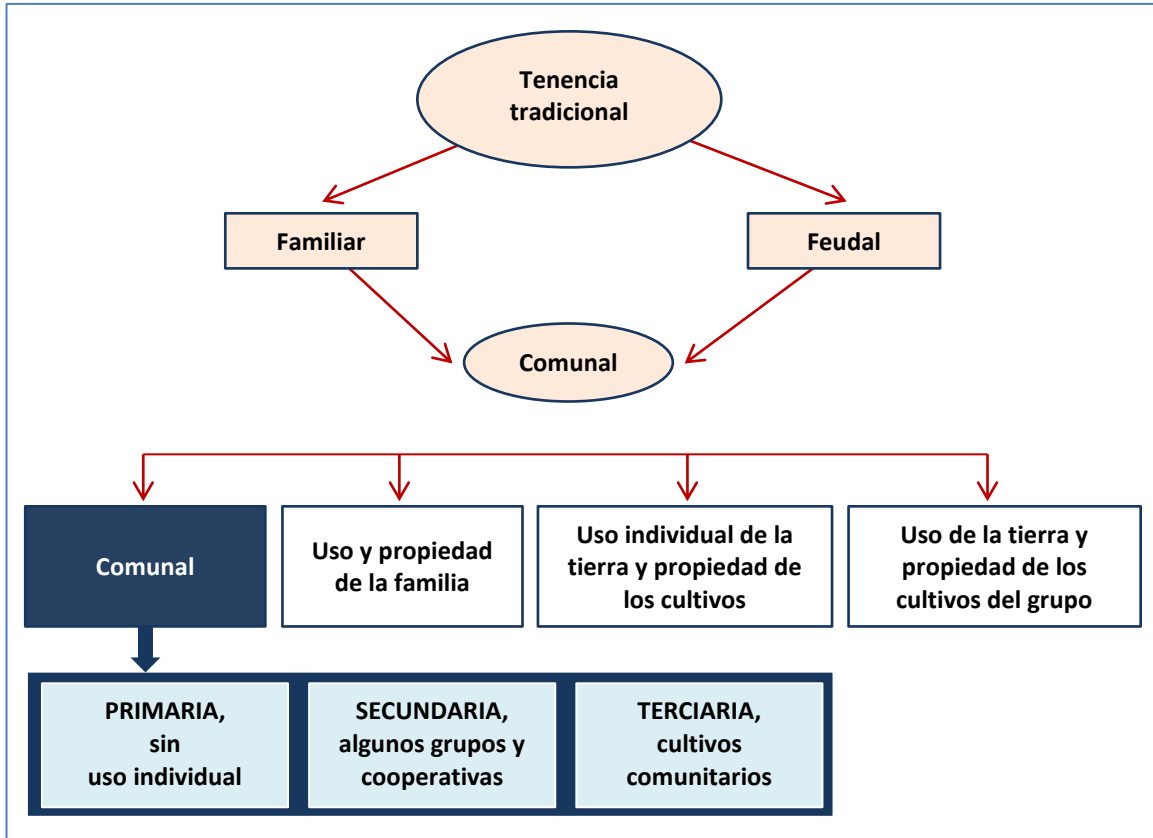 Tenencia
tradicional
Familiar
Feudal
Comunal
Comunal
Uso y propiedad
de la familia
Uso individual de la
tierra y propiedad de
los cultivos
Uso de la tierra y
propiedad de los
cultivos del grupo
PRIMARIA,
sin
uso individual
SECUNDARIA,
algunos grupos y
cooperativas
TERCIARIA,
cultivos
comunitarios